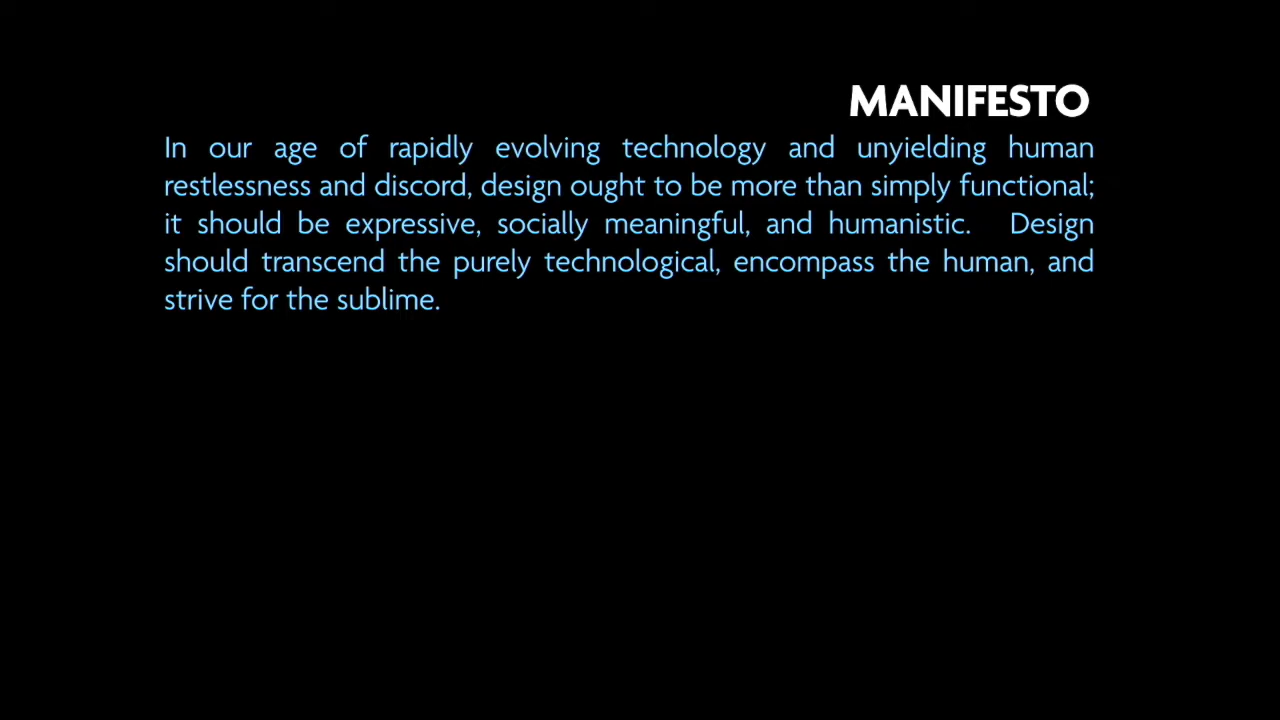 MANIFESTO
In our age of rapidly evolving technology and unyielding human
restlessness and discord, design ought to be more than simply functional;
it should be expressive, socially meaningful, and humanistic. Design
should transcend the purely technological, encompass the human, and
strive for the sublime.